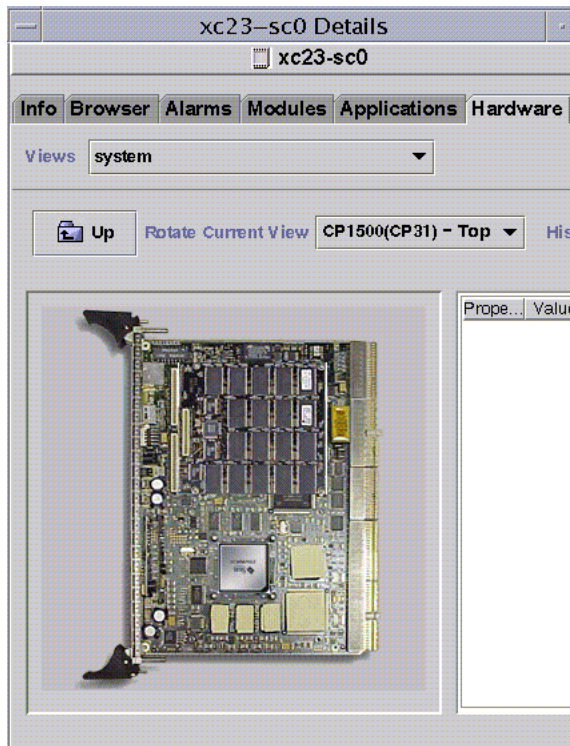 xc23-sc0 Details
xc23-sc0
Info Browser Alarms Modules Applications Hardware
Views system
Up Rotate Current View CP1500(CP31) - Top His
Prope... Value